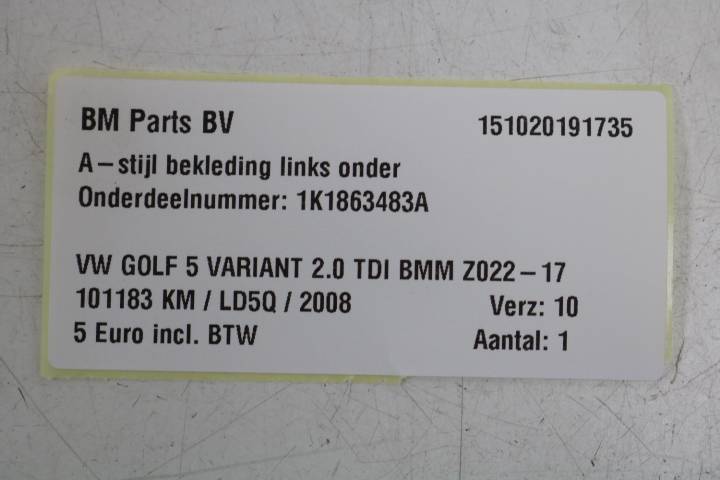 BM Parts BV 151020191735
A-stijl bekleding links onder
Onderdeelnummer: 1K1863483A
VW GOLF 5 VARIANT 2.0 TDI BMM Z022-17
101183 KM / LD5Q / 2008 Verz: 10
5 Euro incl. BTW Aantal: 1